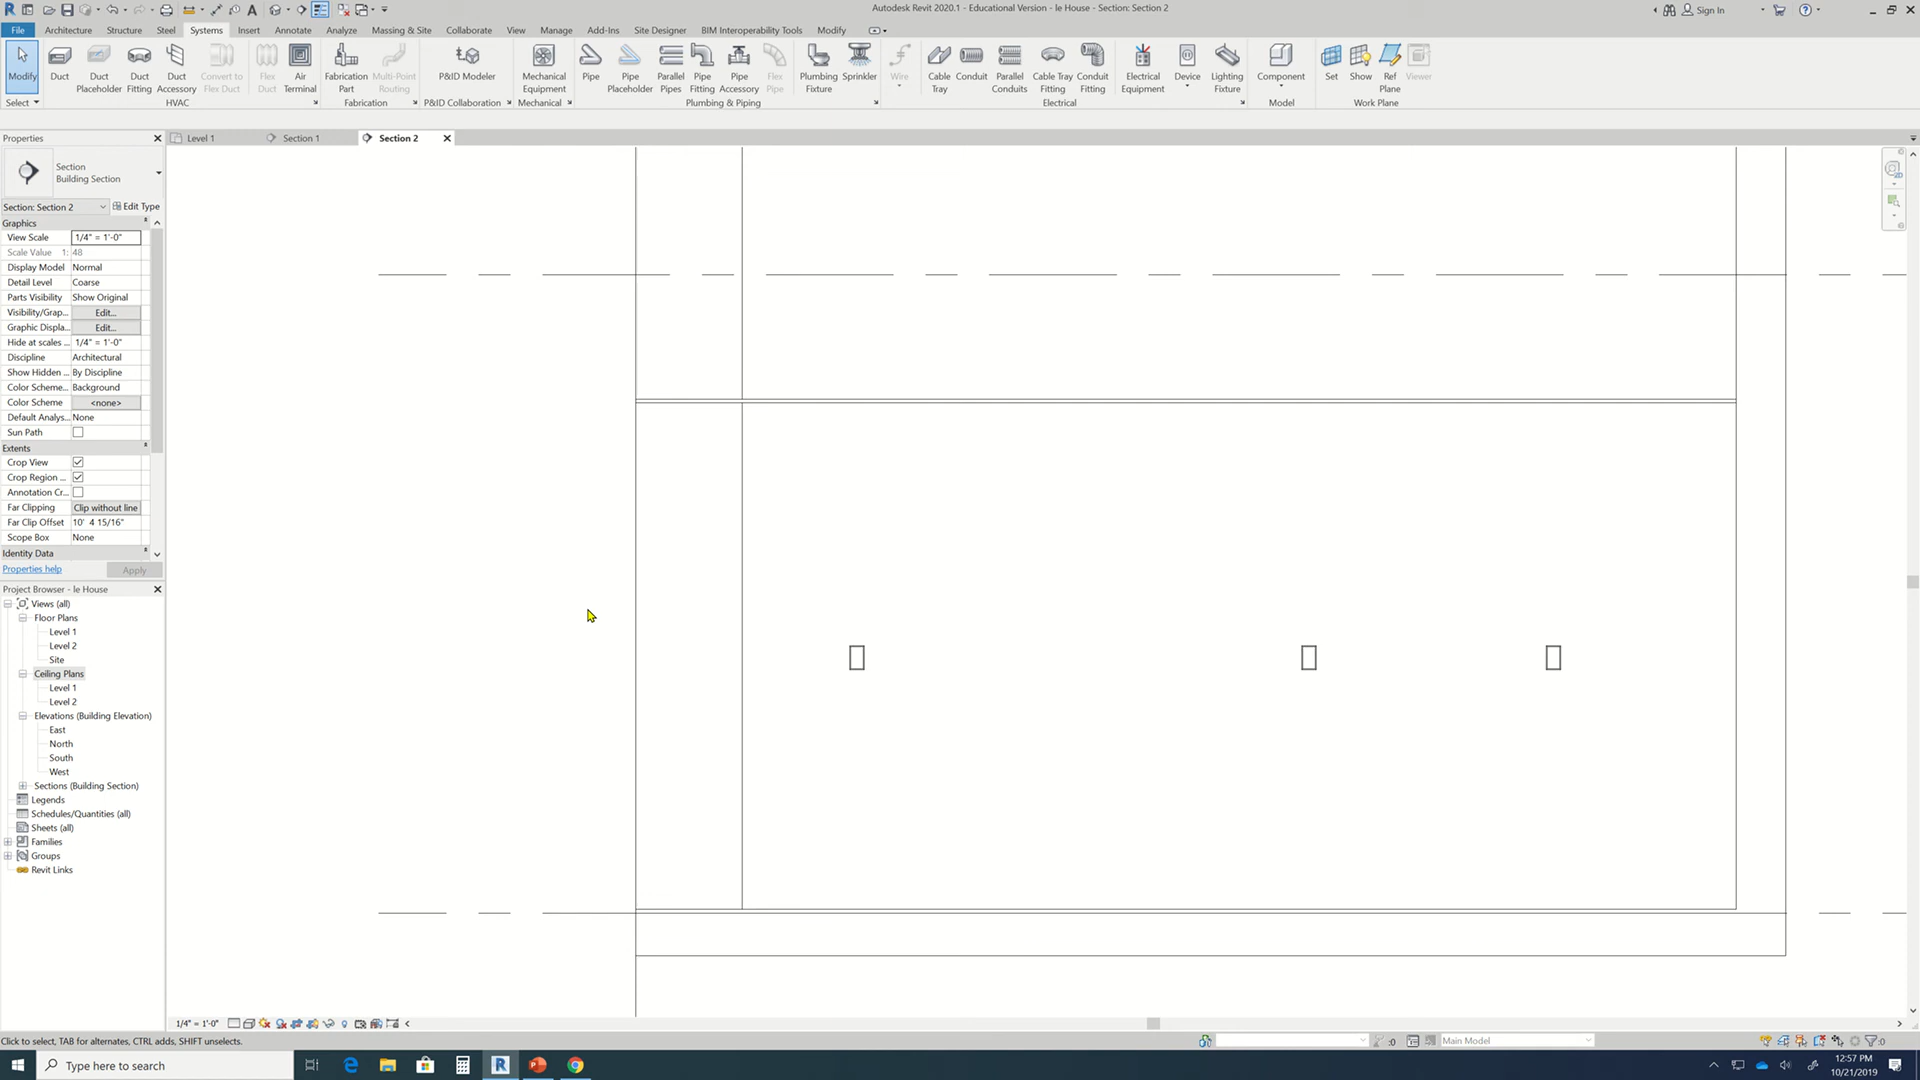 Autodesk Revit 2020.1 - Educational Version - le House - Section: Section 2
Sign In
File Architecture Structure Steel Systems Insert Annotate Analyze Massing & Site Collaborate View Manage Add-Ins Site Designer BIM Interoperability Tools Modify
Modify
Duct
Duct Placeholder
Duct Fitting
Duct Accessory
Convert to Flex Duct
Flex Duct
Air Terminal
Fabrication Part
Multi-Point Routing
P&ID Modeler
Mechanical Equipment
Pipe
Pipe Placeholder
Parallel Pipes
Pipe Fitting
Pipe Accessory
Flex Pipe
Plumbing Fixture
Sprinkler
Wire
Cable Tray
Conduit
Parallel Conduits
Cable Tray Fitting
Conduit Fitting
Electrical Equipment
Device
Lighting Fixture
Component
Set
Show
Ref Plane
Viewer
Select HVAC Fabrication P&ID Collaboration Mechanical Plumbing & Piping Electrical Model Work Plane
Properties
Level 1 Section 1 Section 2
Section
Building Section
Section: Section 2 Edit Type
Graphics
View Scale 1/4" = 1'-0"
Scale Value 1: 48
Display Model Normal
Detail Level Coarse
Parts Visibility Show Original
Visibility/Grap... Edit...
Graphic Displa... Edit...
Hide at scales ... 1/4" = 1'-0"
Discipline Architectural
Show Hidden ... By Discipline
Color Scheme... Background
Color Scheme <none>
Default Analys... None
Sun Path
Extents
Crop View
Crop Region ...
Annotation Cr...
Far Clipping Clip without line
Far Clip Offset 10' 4 15/16"
Scope Box None
Identity Data
Properties help Apply
Project Browser - le House
Views (all)
Floor Plans
Level 1
Level 2
Site
Ceiling Plans
Level 1
Level 2
Elevations (Building Elevation)
East
North
South
West
Sections (Building Section)
Legends
Schedules/Quantities (all)
Sheets (all)
Families
Groups
Revit Links
1/4" = 1'-0"
Click to select, TAB for alternates, CTRL adds, SHIFT unselects.
:0
Main Model
:0
Type here to search
12:57 PM
10/21/2019